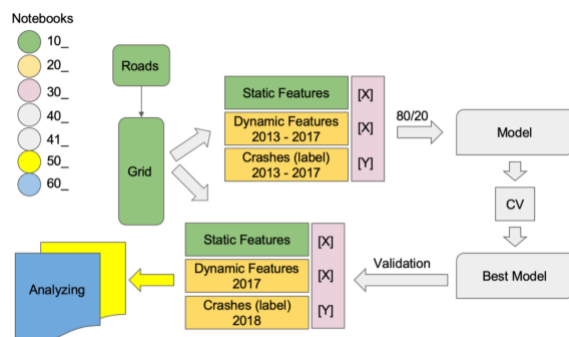 Notebooks
10_
20_
30_
40_
41_
50_
60_
Roads
Grid
Static Features
[X]
Dynamic Features
2013 - 2017
[X]
Crashes (label)
2013 - 2017
[Y]
80/20
Model
CV
Best Model
Validation
Static Features
[X]
Dynamic Features
2017
[X]
Crashes (label)
2018
[Y]
Analyzing